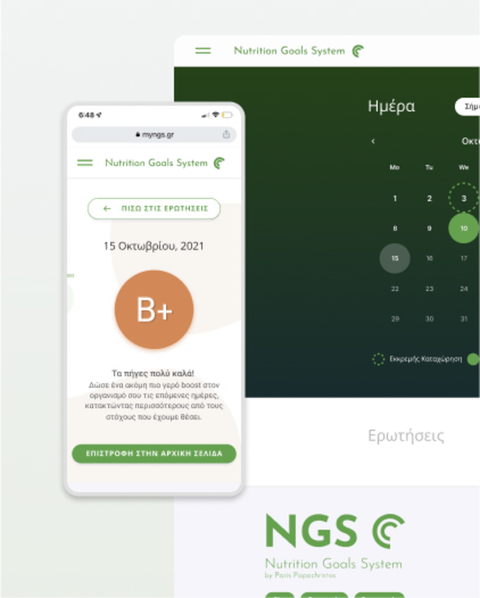 Nutrition Goals System
Ημέρα
‹
Mo Tu We
1 2 3
8 9 10
15 16 17
22 23 24
29 30 31
Εκκρεμής Καταχώρηση
Ερωτήσεις
NGS
Nutrition Goals System
by Paris Papachristos
6:48
myngs.gr
Nutrition Goals System
← ΠΙΣΩ ΣΤΙΣ ΕΡΩΤΗΣΕΙΣ
15 Οκτωβρίου, 2021
B+
Τα πήγες πολύ καλά!
Δώσε ένα ακόμη πιο γερό boost στον
οργανισμό σου τις επόμενες ημέρες,
κατακτώντας περισσότερους από τους
στόχους που έχουμε θέσει.
ΕΠΙΣΤΡΟΦΗ ΣΤΗΝ ΑΡΧΙΚΗ ΣΕΛΙΔΑ